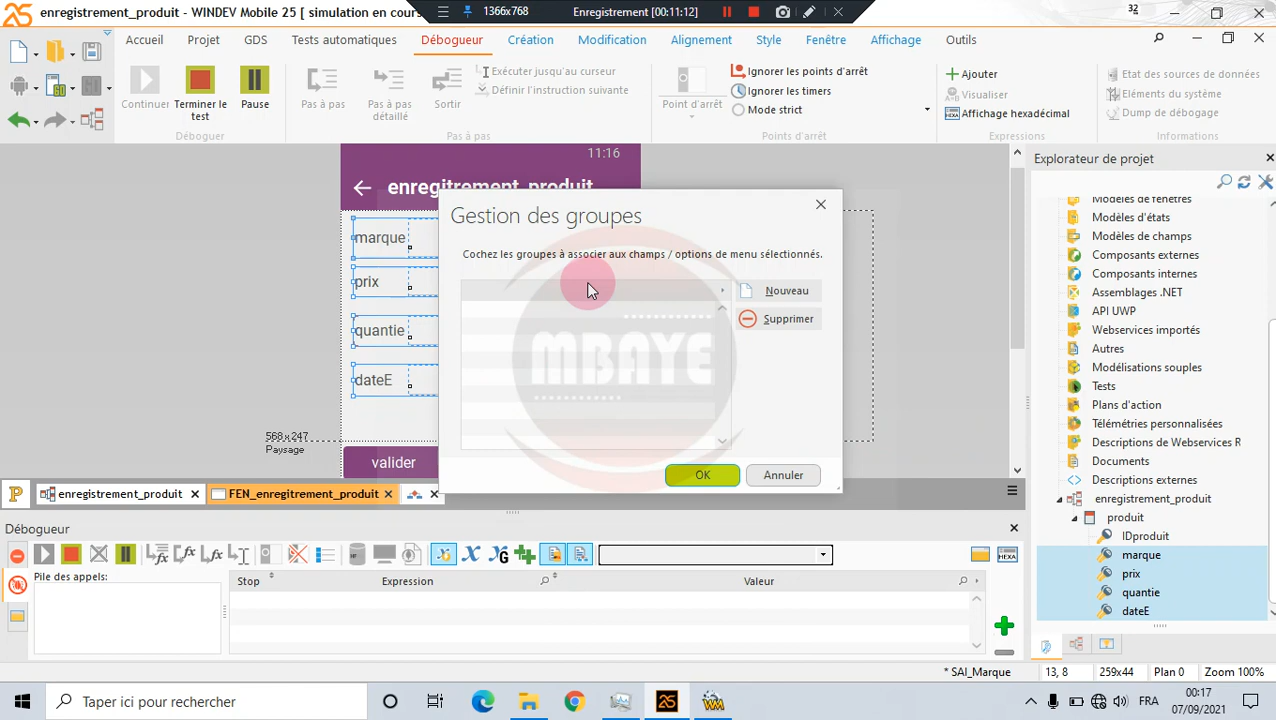 enregistrement_produit - WINDEV Mobile 25 [ simulation en cours
1366x768
Enregistrement [00:11:12]
32
Accueil
Projet
GDS
Tests automatiques
Débogueur
Création
Modification
Alignement
Style
Fenêtre
Affichage
Outils
Continuer
Terminer le
test
Pause
Débogueur
Pas à pas
Pas à pas
détaillé
Sortir
Exécuter jusqu'au curseur
Définir l'instruction suivante
Pas à pas
Point d'arrêt
Ignorer les points d'arrêt
Ignorer les timers
Mode strict
Points d'arrêt
Ajouter
Visualiser
Affichage hexadécimal
Expressions
Etat des sources de données
Eléments du système
Dump de débogage
Informations
11:16
enregitrement_produit
marque
prix
quantie
dateE
568x247
Paysage
valider
Gestion des groupes
Cochez les groupes à associer aux champs / options de menu sélectionnés.
Nouveau
Supprimer
MBAYE
OK
Annuler
Explorateur de projet
Modèles de fenêtres
Modèles d'états
Modèles de champs
Composants externes
Composants internes
Assemblages .NET
API UWP
Webservices importés
Autres
Modélisations souples
Tests
Plans d'action
Télémétries personnalisées
Descriptions de Webservices R
Documents
Descriptions externes
enregistrement_produit
produit
IDproduit
marque
prix
quantie
dateE
enregistrement_produit
FEN_enregitrement_produit
Débogueur
HEXA
Pile des appels:
Stop
Expression
Valeur
* SAI_Marque
13, 8
259x44
Plan 0
Zoom 100%
Taper ici pour rechercher
25
FRA
00:17
07/09/2021